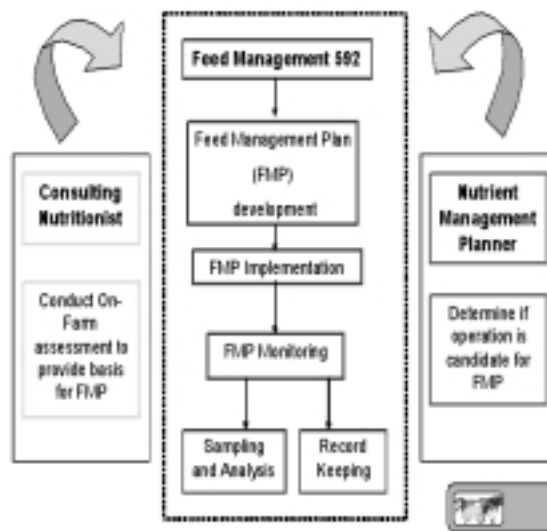 Feed Management 592
Feed Management Plan
(FMP)
development
FMP Implementation
FMP Monitoring
Sampling
and Analysis
Record
Keeping
Consulting
Nutritionist
Conduct On-
Farm
assessment to
provide basis
for FMP
Nutrient
Management
Planner
Determine if
operation is
candidate for
FMP